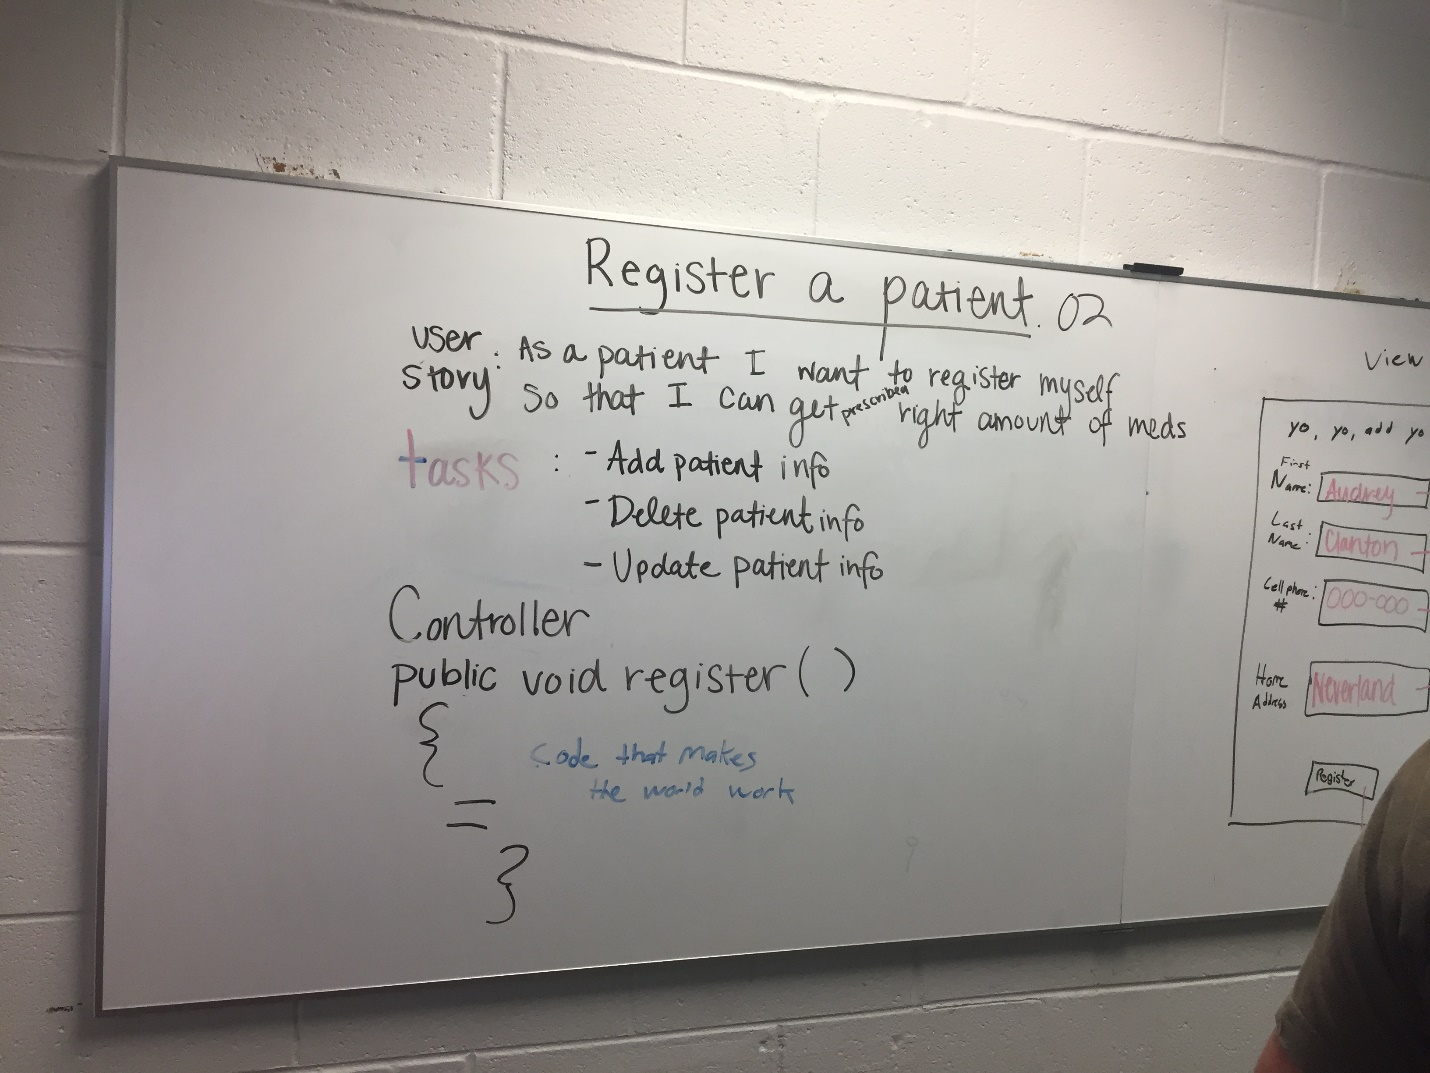 Register a patient. 02
user story: As a patient I want to register myself
so that I can get prescribed right amount of meds
tasks : - Add patient info
- Delete patient info
- Update patient info
Controller
public void register( )
{
Code that makes
the world work
}
View
yo, yo, add yo
First Name: Audrey
Last Name: Clanton
Cell phone: # 000-000
Home Address Neverland
Register